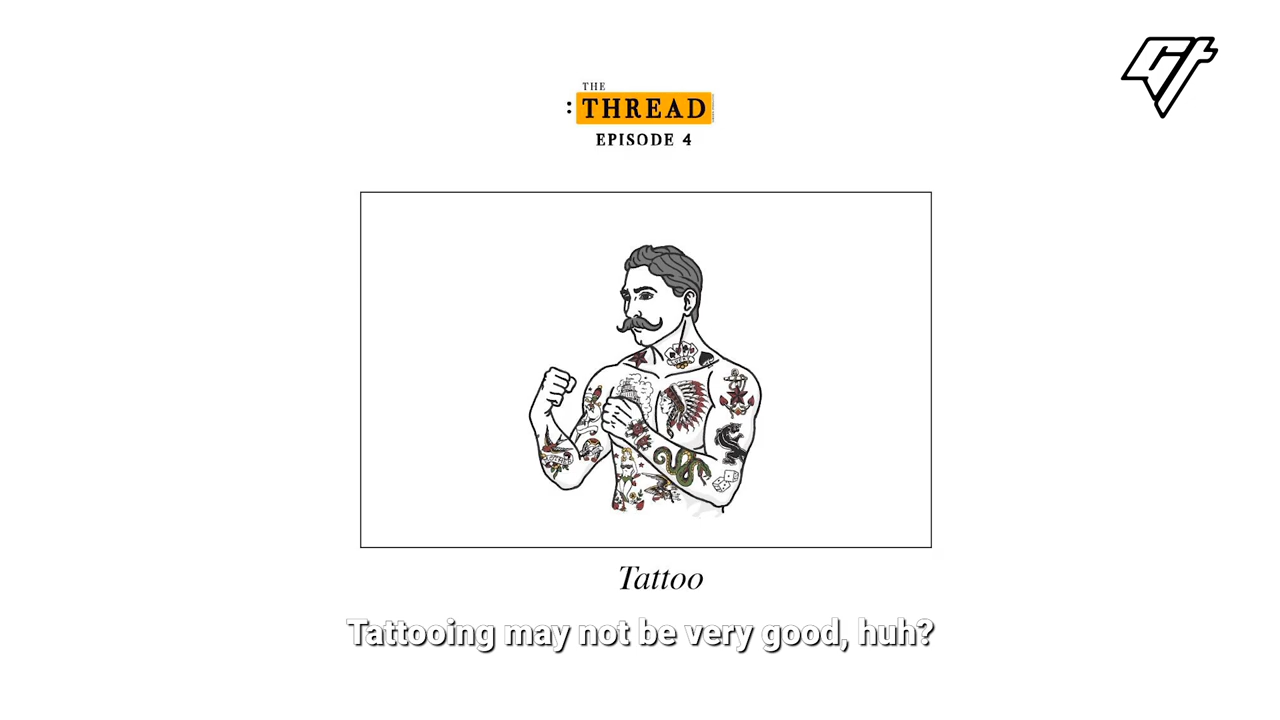 THE
: THREAD
EPISODE 4
Tattoo
Tattooing may not be very good, huh?